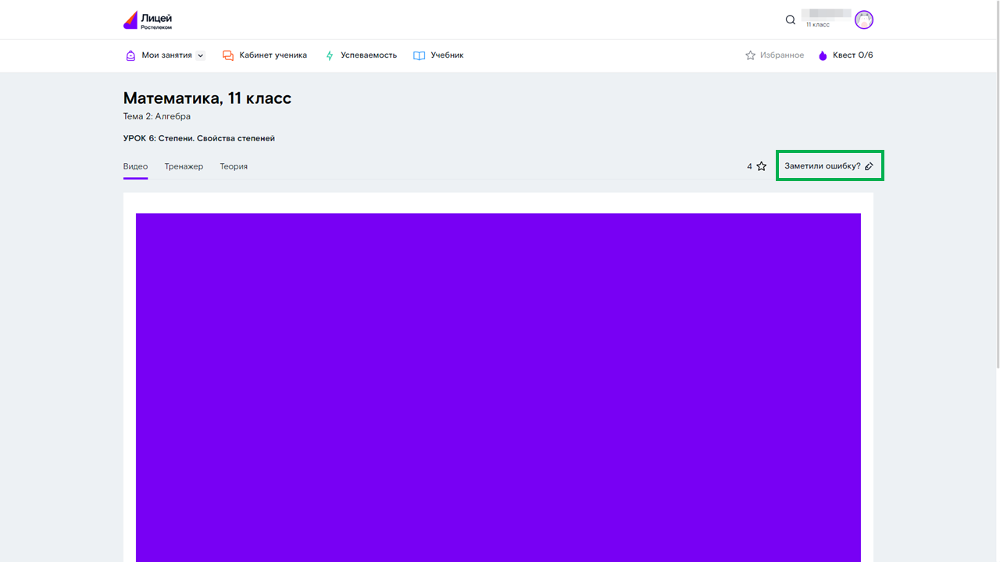 Лицей
Ростелеком
11 класс
Мои занятия
Кабинет ученика
Успеваемость
Учебник
Избранное
Квест 0/6
Математика, 11 класс
Тема 2: Алгебра
УРОК 6: Степени. Свойства степеней
Видео
Тренажер
Теория
4
Заметили ошибку?